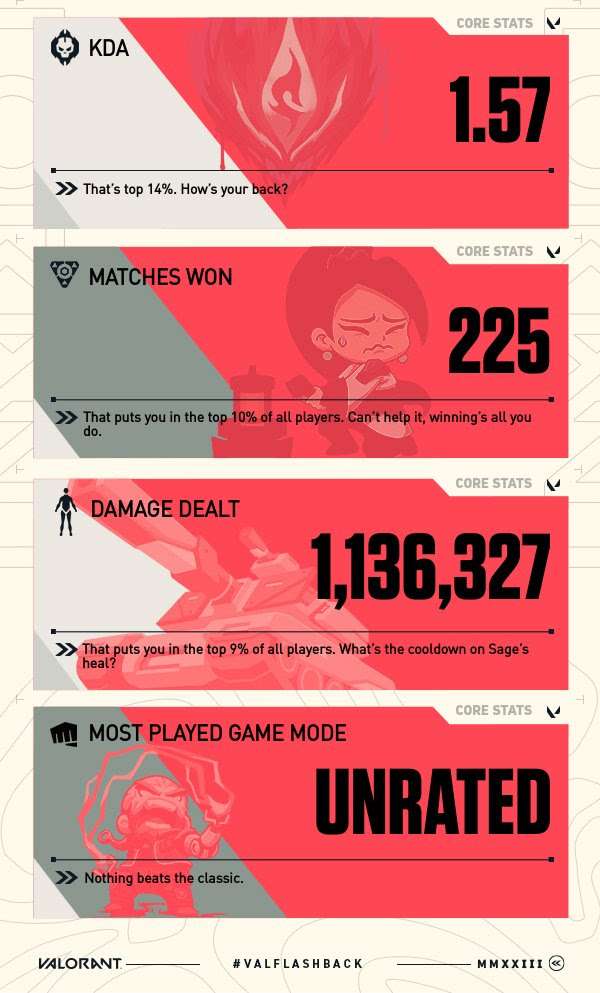 CORE STATS
KDA
1.57
That's top 14%. How's your back?
CORE STATS
MATCHES WON
225
That puts you in the top 10% of all players. Can't help it, winning's all you
do.
CORE STATS
DAMAGE DEALT
1,136,327
That puts you in the top 9% of all players. What's the cooldown on Sage's
heal?
CORE STATS
MOST PLAYED GAME MODE
UNRATED
Nothing beats the classic.
VALORANT #VALFLASHBACK MMXXIII